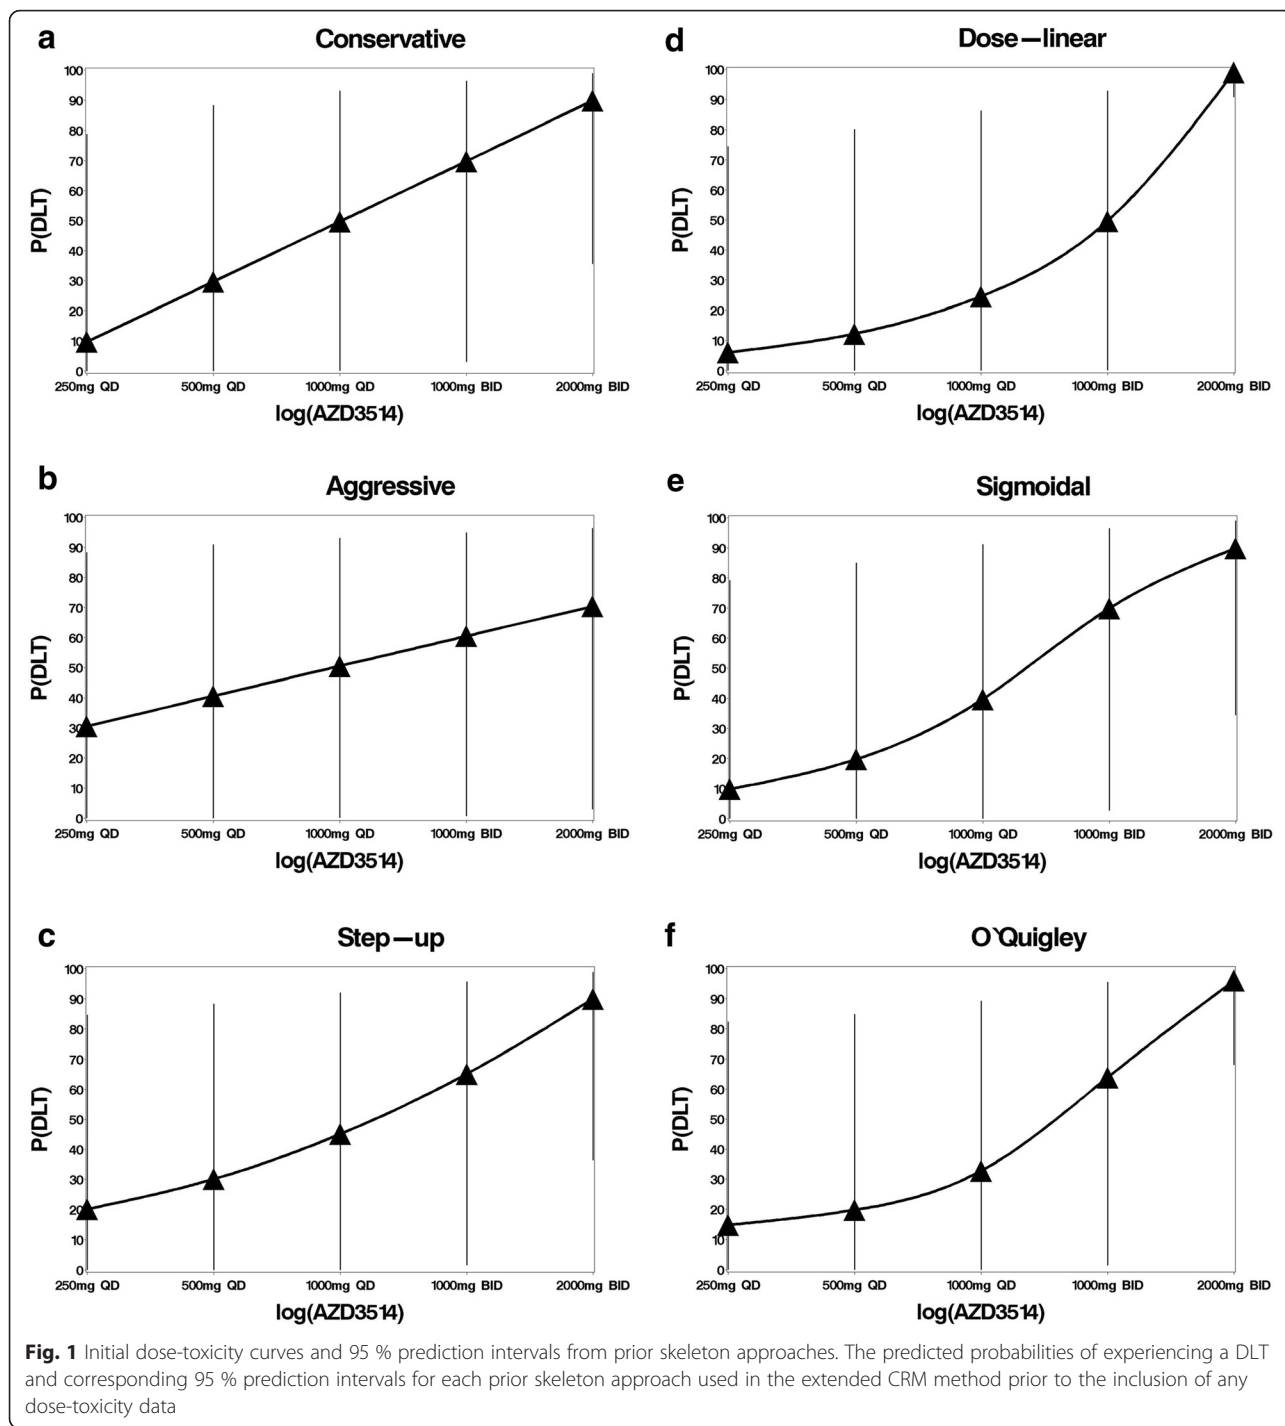 a
Conservative
100
90
80
70
60
50
40
30
20
10
0
P(DLT)
250mg QD 500mg QD 1000mg QD 1000mg BID 2000mg BID
log(AZD3514)
b
Aggressive
100
90
80
70
60
50
40
30
20
10
0
P(DLT)
250mg QD 500mg QD 1000mg QD 1000mg BID 2000mg BID
log(AZD3514)
c
Step–up
100
90
80
70
60
50
40
30
20
10
0
P(DLT)
250mg QD 500mg QD 1000mg QD 1000mg BID 2000mg BID
log(AZD3514)
d
Dose–linear
100
90
80
70
60
50
40
30
20
10
0
P(DLT)
250mg QD 500mg QD 1000mg QD 1000mg BID 2000mg BID
log(AZD3514)
e
Sigmoidal
100
90
80
70
60
50
40
30
20
10
0
P(DLT)
250mg QD 500mg QD 1000mg QD 1000mg BID 2000mg BID
log(AZD3514)
f
O`Quigley
100
90
80
70
60
50
40
30
20
10
0
P(DLT)
250mg QD 500mg QD 1000mg QD 1000mg BID 2000mg BID
log(AZD3514)
Fig. 1 Initial dose-toxicity curves and 95 % prediction intervals from prior skeleton approaches. The predicted probabilities of experiencing a DLT
and corresponding 95 % prediction intervals for each prior skeleton approach used in the extended CRM method prior to the inclusion of any
dose-toxicity data